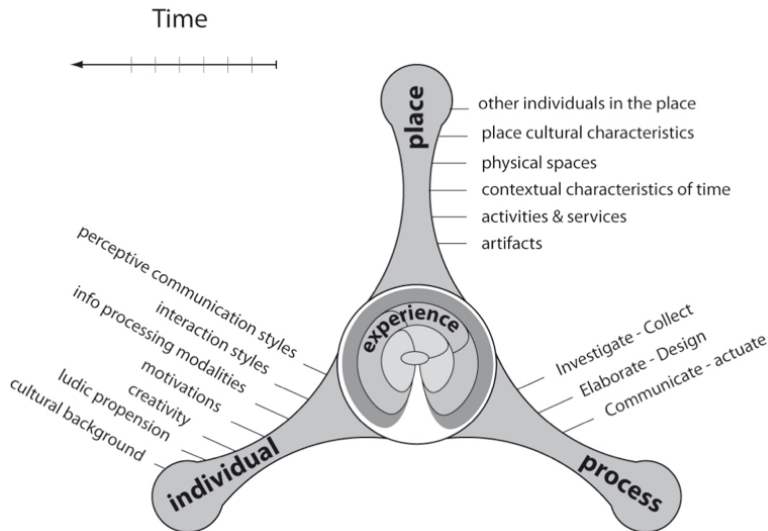 Time
place
other individuals in the place
place cultural characteristics
physical spaces
contextual characteristics of time
activities & services
artifacts
experience
perceptive communication styles
interaction styles
info processing modalities
motivations
creativity
ludic propension
cultural background
individual
Investigate - Collect
Elaborate - Design
Communicate - actuate
process